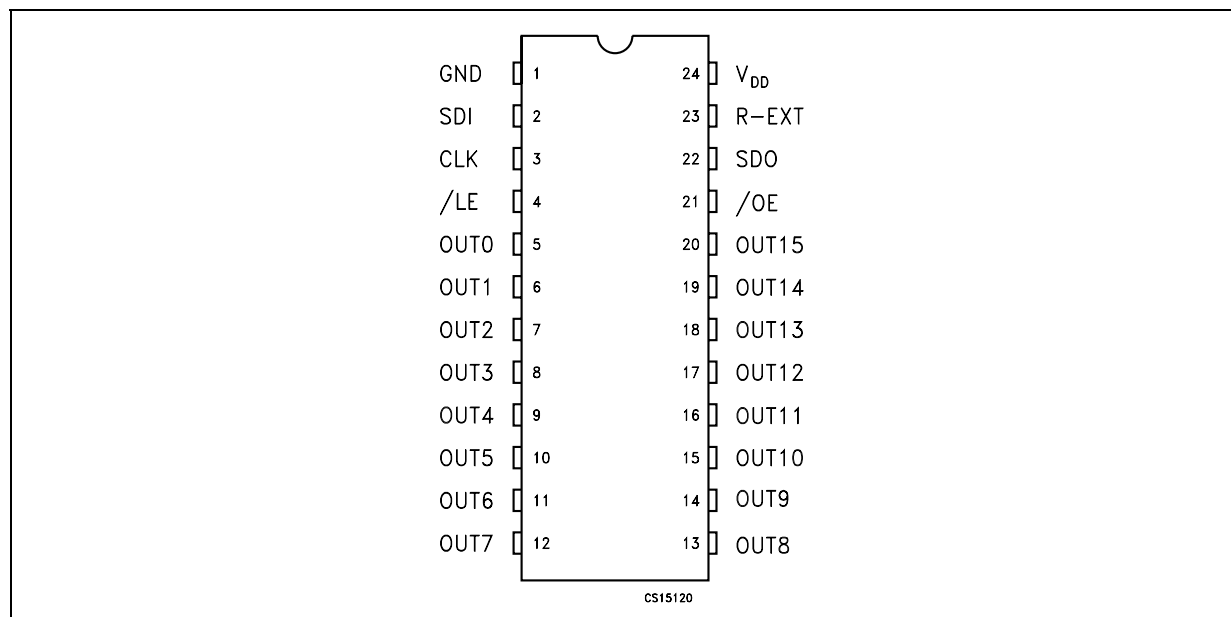 GND 1 24 VDD
SDI 2 23 R-EXT
CLK 3 22 SDO
/LE 4 21 /OE
OUT0 5 20 OUT15
OUT1 6 19 OUT14
OUT2 7 18 OUT13
OUT3 8 17 OUT12
OUT4 9 16 OUT11
OUT5 10 15 OUT10
OUT6 11 14 OUT9
OUT7 12 13 OUT8
CS15120